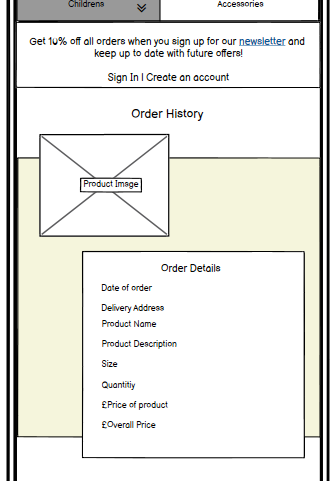 Childrens
Accessories
Get 10% off all orders when you sign up for our newsletter and
keep up to date with future offers!
Sign In | Create an account
Order History
Product Image
Order Details
Date of order
Delivery Address
Product Name
Product Description
Size
Quantitiy
£Price of product
£Overall Price